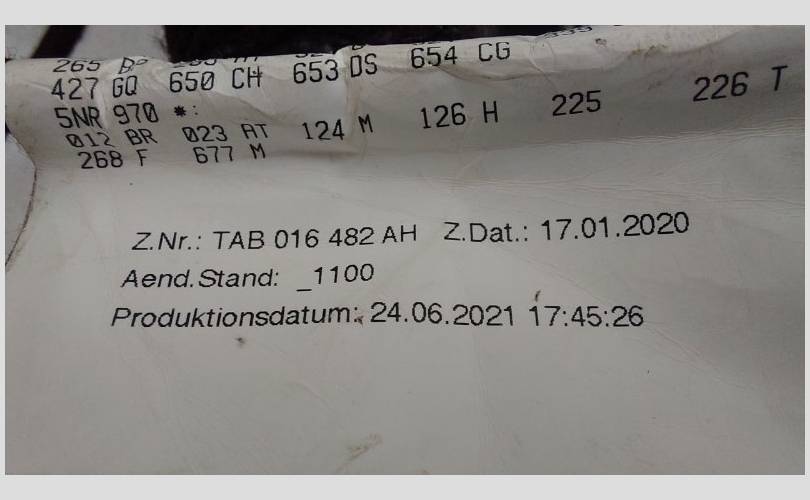 265
427 GQ 650 CH 653 DS 654 CG
5NR 970 *:
012 BR 023 AT 124 M 126 H 225 226 T
268 F 677 M
Z.Nr.: TAB 016 482 AH Z.Dat.: 17.01.2020
Aend.Stand: _1100
Produktionsdatum: 24.06.2021 17:45:26